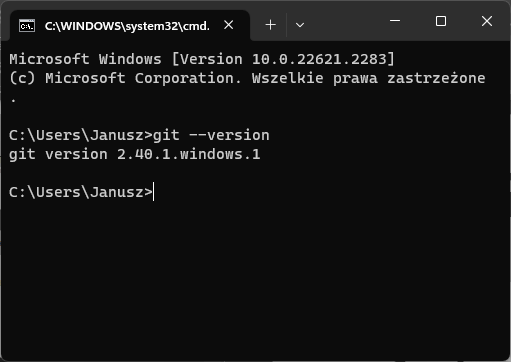 C:\WINDOWS\system32\cmd.
Microsoft Windows [Version 10.0.22621.2283]
(c) Microsoft Corporation. Wszelkie prawa zastrzeżone
.
C:\Users\Janusz>git --version
git version 2.40.1.windows.1
C:\Users\Janusz>